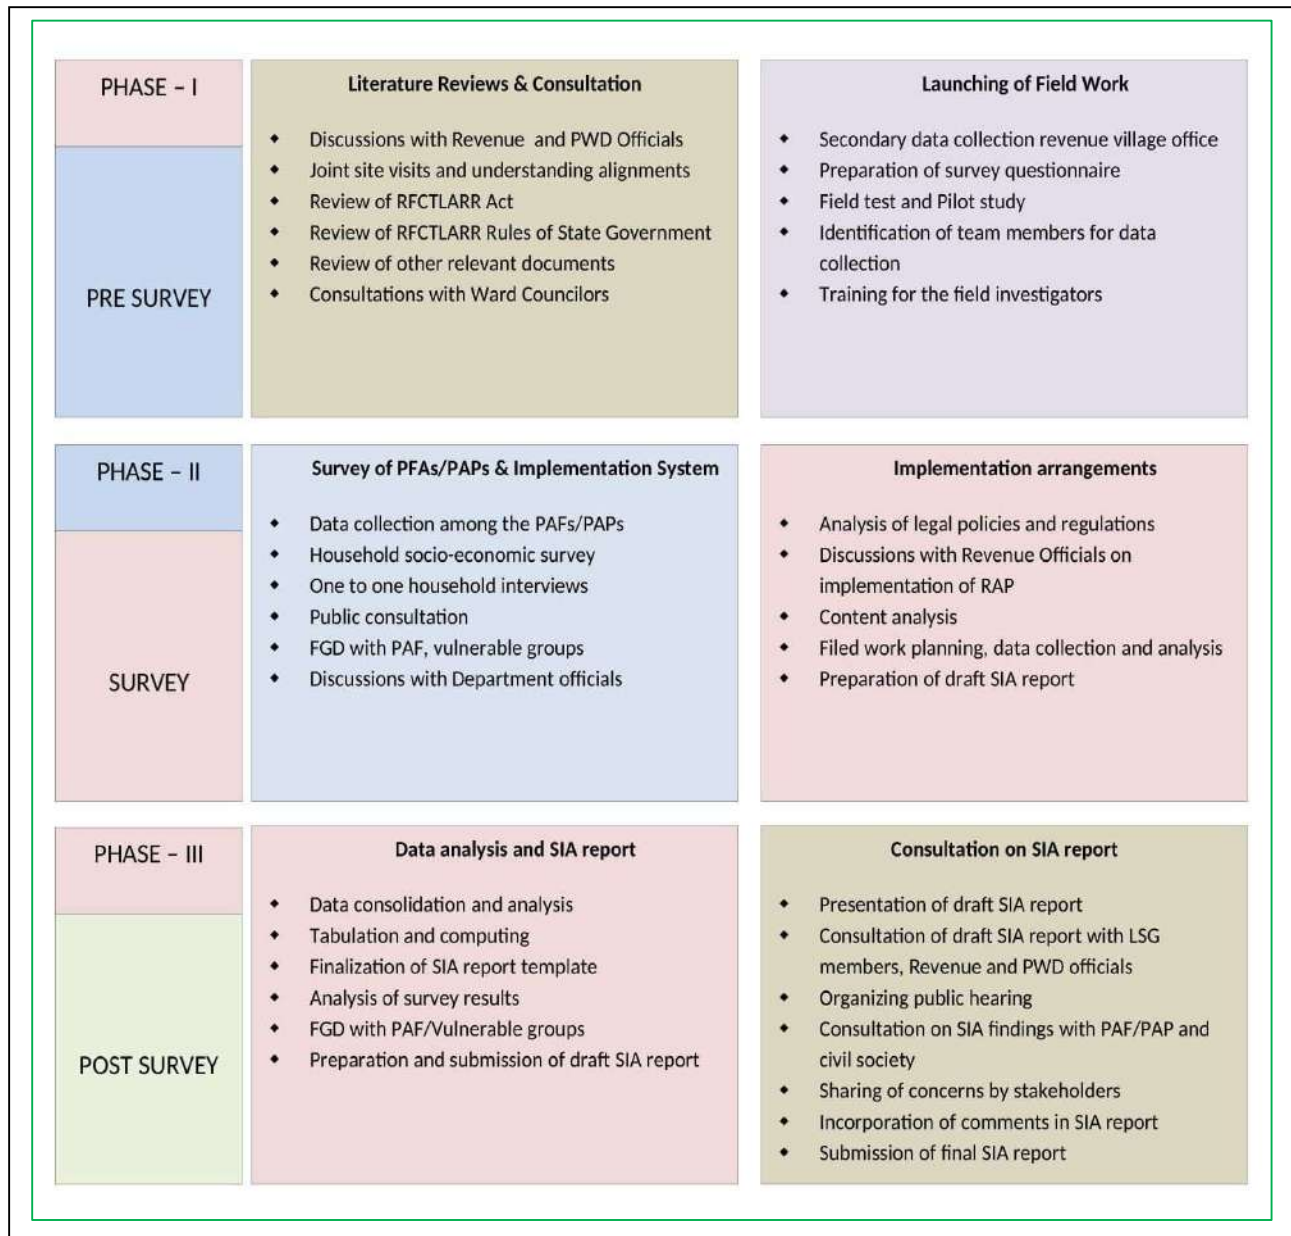 PHASE – I
PRE SURVEY
Literature Reviews & Consultation
◆ Discussions with Revenue and PWD Officials
◆ Joint site visits and understanding alignments
◆ Review of RFCTLARR Act
◆ Review of RFCTLARR Rules of State Government
◆ Review of other relevant documents
◆ Consultations with Ward Councilors
Launching of Field Work
◆ Secondary data collection revenue village office
◆ Preparation of survey questionnaire
◆ Field test and Pilot study
◆ Identification of team members for data
collection
◆ Training for the field investigators
PHASE – II
SURVEY
Survey of PFAs/PAPs & Implementation System
◆ Data collection among the PAFs/PAPs
◆ Household socio-economic survey
◆ One to one household interviews
◆ Public consultation
◆ FGD with PAF, vulnerable groups
◆ Discussions with Department officials
Implementation arrangements
◆ Analysis of legal policies and regulations
◆ Discussions with Revenue Officials on
implementation of RAP
◆ Content analysis
◆ Filed work planning, data collection and analysis
◆ Preparation of draft SIA report
PHASE – III
POST SURVEY
Data analysis and SIA report
◆ Data consolidation and analysis
◆ Tabulation and computing
◆ Finalization of SIA report template
◆ Analysis of survey results
◆ FGD with PAF/Vulnerable groups
◆ Preparation and submission of draft SIA report
Consultation on SIA report
◆ Presentation of draft SIA report
◆ Consultation of draft SIA report with LSG
members, Revenue and PWD officials
◆ Organizing public hearing
◆ Consultation on SIA findings with PAF/PAP and
civil society
◆ Sharing of concerns by stakeholders
◆ Incorporation of comments in SIA report
◆ Submission of final SIA report